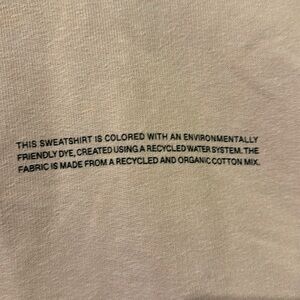 THIS SWEATSHIRT IS COLORED WITH AN ENVIRONMENTALLY
FRIENDLY DYE, CREATED USING A RECYCLED WATER SYSTEM. THE
FABRIC IS MADE FROM A RECYCLED AND ORGANIC COTTON MIX.